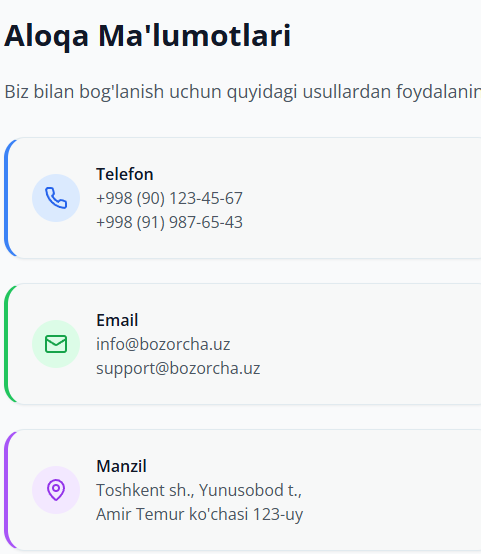 Aloqa Ma'lumotlari
Biz bilan bog'lanish uchun quyidagi usullardan foydalanin
Telefon
+998 (90) 123-45-67
+998 (91) 987-65-43
Email
info@bozorcha.uz
support@bozorcha.uz
Manzil
Toshkent sh., Yunusobod t.,
Amir Temur ko'chasi 123-uy